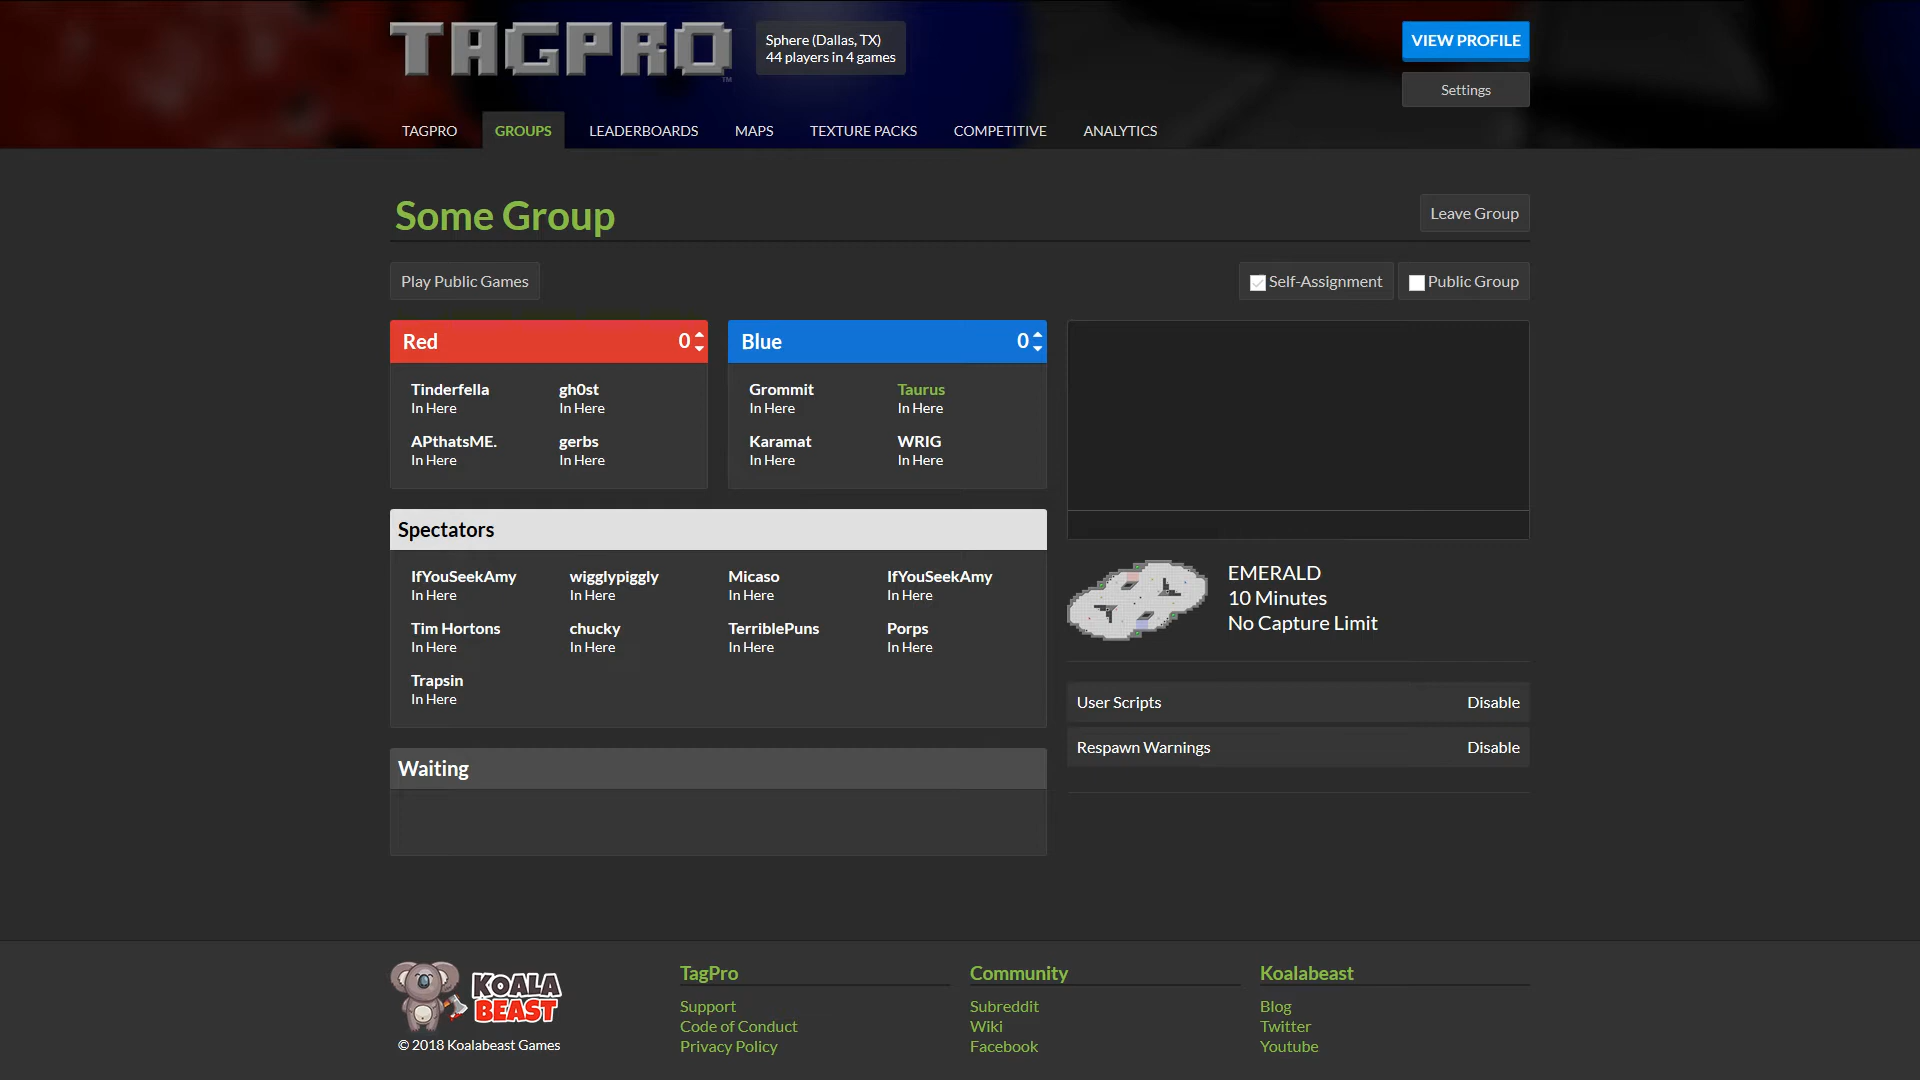 TAGPRO
TM
Sphere (Dallas, TX)
44 players in 4 games
VIEW PROFILE
Settings
TAGPRO GROUPS LEADERBOARDS MAPS TEXTURE PACKS COMPETITIVE ANALYTICS
Some Group
Leave Group
Play Public Games
Self-Assignment
Public Group
Red 0
Tinderfella gh0st
In Here In Here
APthatsME. gerbs
In Here In Here
Blue 0
Grommit Taurus
In Here In Here
Karamat WRIG
In Here In Here
Spectators
IfYouSeekAmy wigglypiggly Micaso IfYouSeekAmy
In Here In Here In Here In Here
Tim Hortons chucky TerriblePuns Porps
In Here In Here In Here In Here
Trapsin
In Here
Waiting
EMERALD
10 Minutes
No Capture Limit
User Scripts Disable
Respawn Warnings Disable
KOALA
BEAST
© 2018 Koalabeast Games
TagPro
Support
Code of Conduct
Privacy Policy
Community
Subreddit
Wiki
Facebook
Koalabeast
Blog
Twitter
Youtube